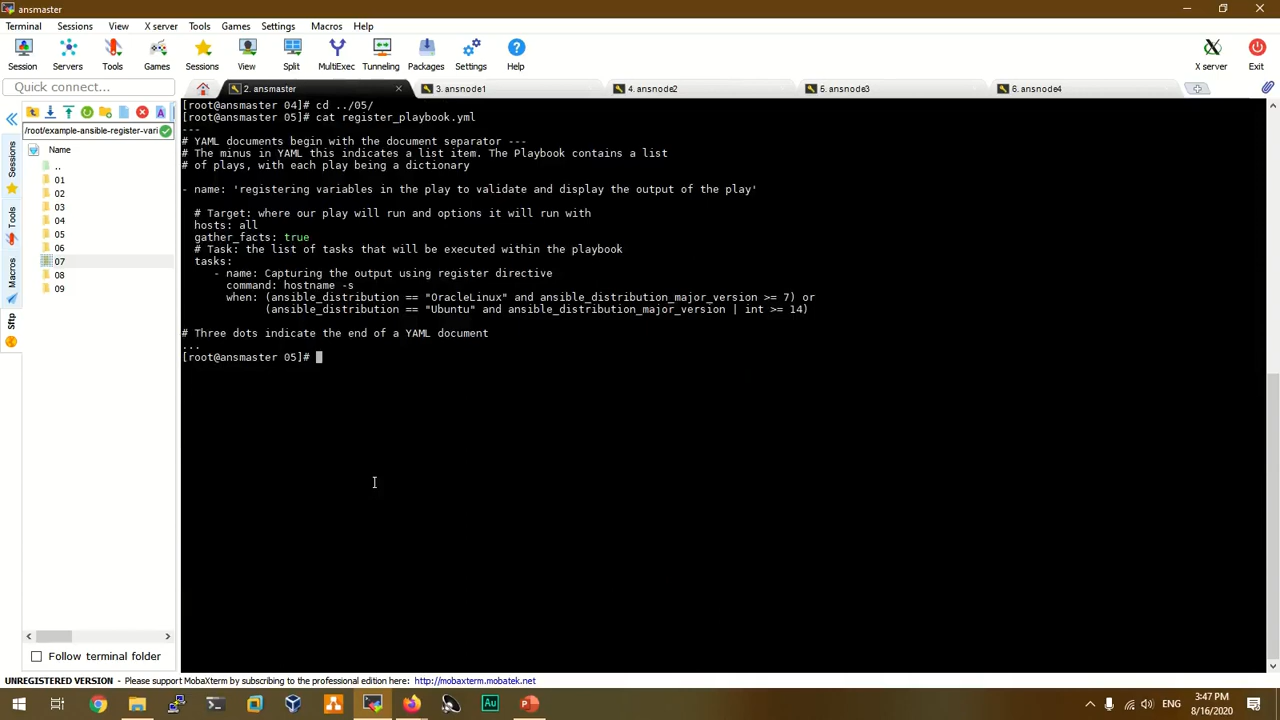 ansmaster
Terminal Sessions View X server Tools Games Settings Macros Help
Session Servers Tools Games Sessions View Split MultiExec Tunneling Packages Settings Help X server Exit
Quick connect...
2. ansmaster 3. ansnode1 4. ansnode2 5. ansnode3 6. ansnode4
/root/example-ansible-register-vari
Name
..
01
02
03
04
05
06
07
08
09
Sessions
Tools
Macros
Sftp
[root@ansmaster 04]# cd ../05/
[root@ansmaster 05]# cat register_playbook.yml
---
# YAML documents begin with the document separator ---
# The minus in YAML this indicates a list item. The Playbook contains a list
# of plays, with each play being a dictionary
- name: 'registering variables in the play to validate and display the output of the play'
# Target: where our play will run and options it will run with
hosts: all
gather_facts: true
# Task: the list of tasks that will be executed within the playbook
tasks:
- name: Capturing the output using register directive
command: hostname -s
when: (ansible_distribution == "OracleLinux" and ansible_distribution_major_version >= 7) or
(ansible_distribution == "Ubuntu" and ansible_distribution_major_version | int >= 14)
# Three dots indicate the end of a YAML document
...
[root@ansmaster 05]#
Follow terminal folder
UNREGISTERED VERSION - Please support MobaXterm by subscribing to the professional edition here: http://mobaxterm.mobatek.net
ENG
3:47 PM
8/16/2020